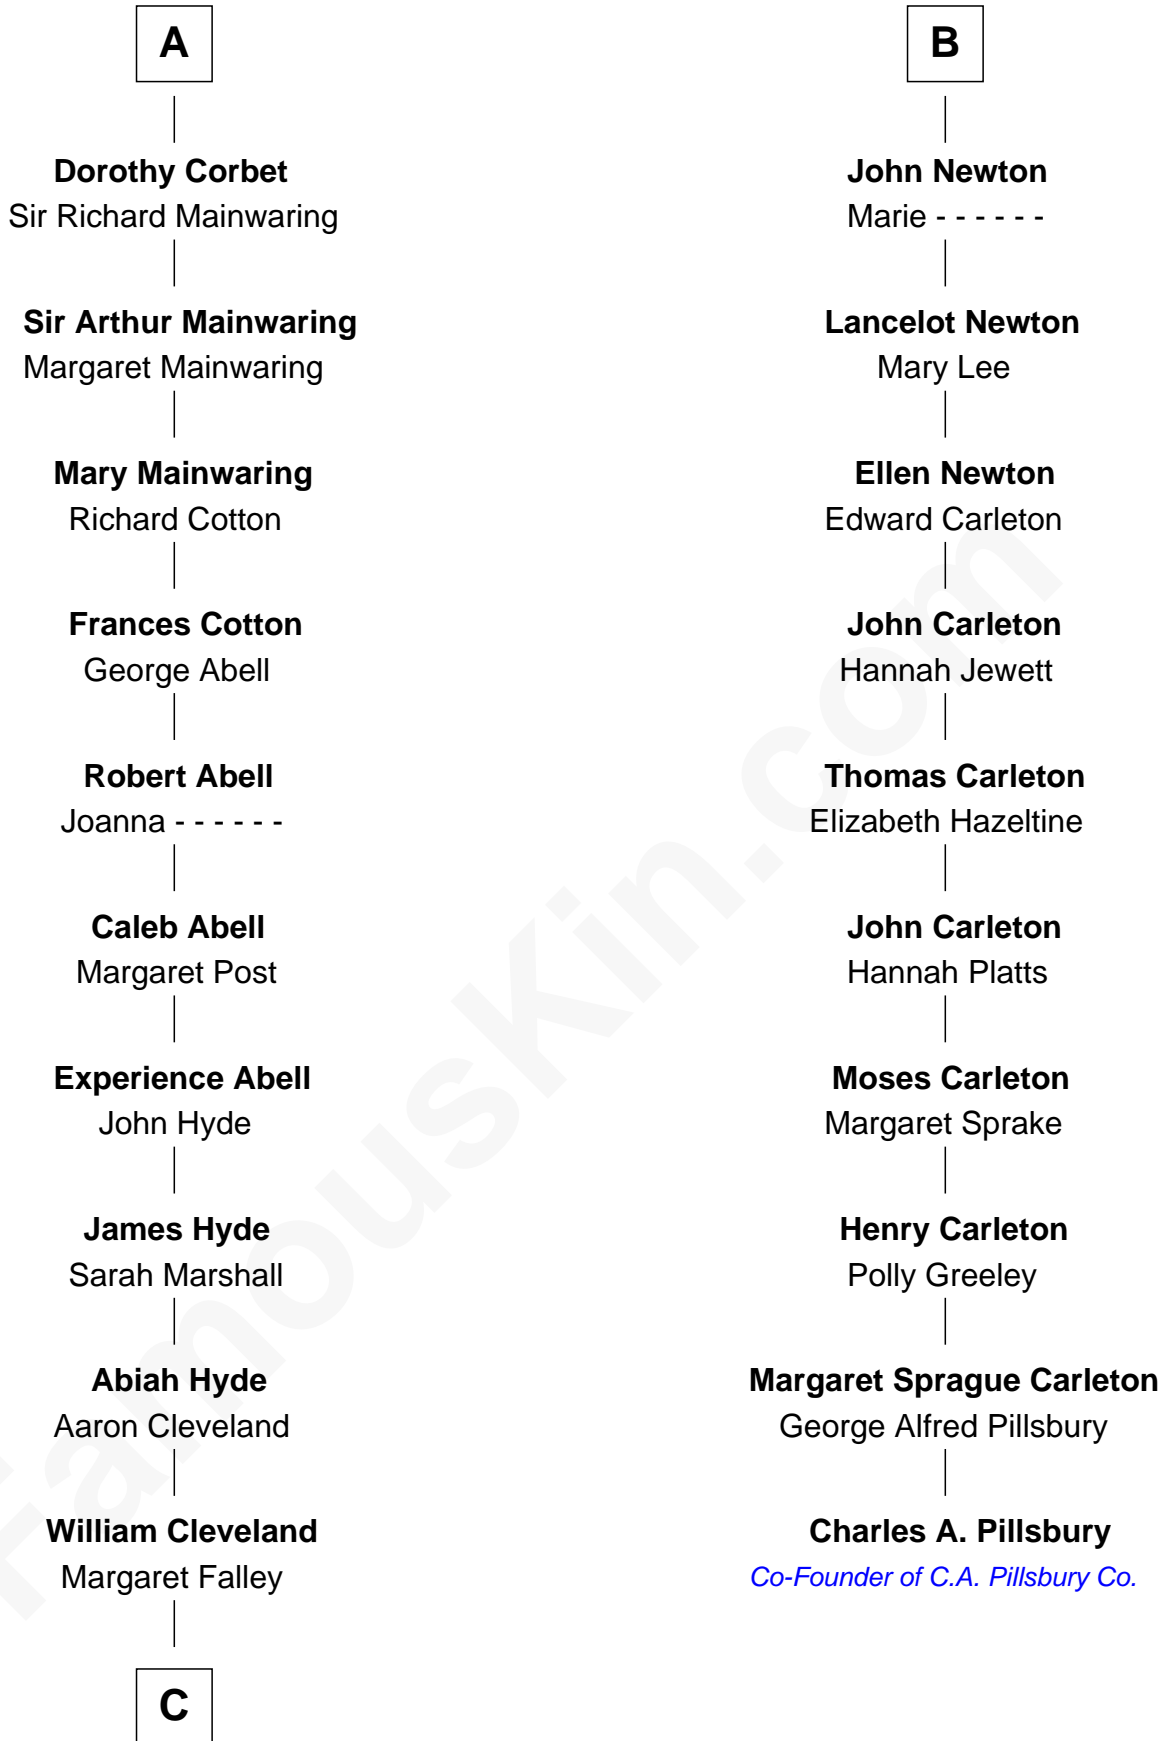 A
Dorothy Corbet
Sir Richard Mainwaring
Sir Arthur Mainwaring
Margaret Mainwaring
Mary Mainwaring
Richard Cotton
Frances Cotton
George Abell
Robert Abell
Joanna - - - - - -
Caleb Abell
Margaret Post
Experience Abell
John Hyde
James Hyde
Sarah Marshall
Abiah Hyde
Aaron Cleveland
William Cleveland
Margaret Falley
C
B
John Newton
Marie - - - - - -
Lancelot Newton
Mary Lee
Ellen Newton
Edward Carleton
John Carleton
Hannah Jewett
Thomas Carleton
Elizabeth Hazeltine
John Carleton
Hannah Platts
Moses Carleton
Margaret Sprake
Henry Carleton
Polly Greeley
Margaret Sprague Carleton
George Alfred Pillsbury
Charles A. Pillsbury
Co-Founder of C.A. Pillsbury Co.
FamousKin.com